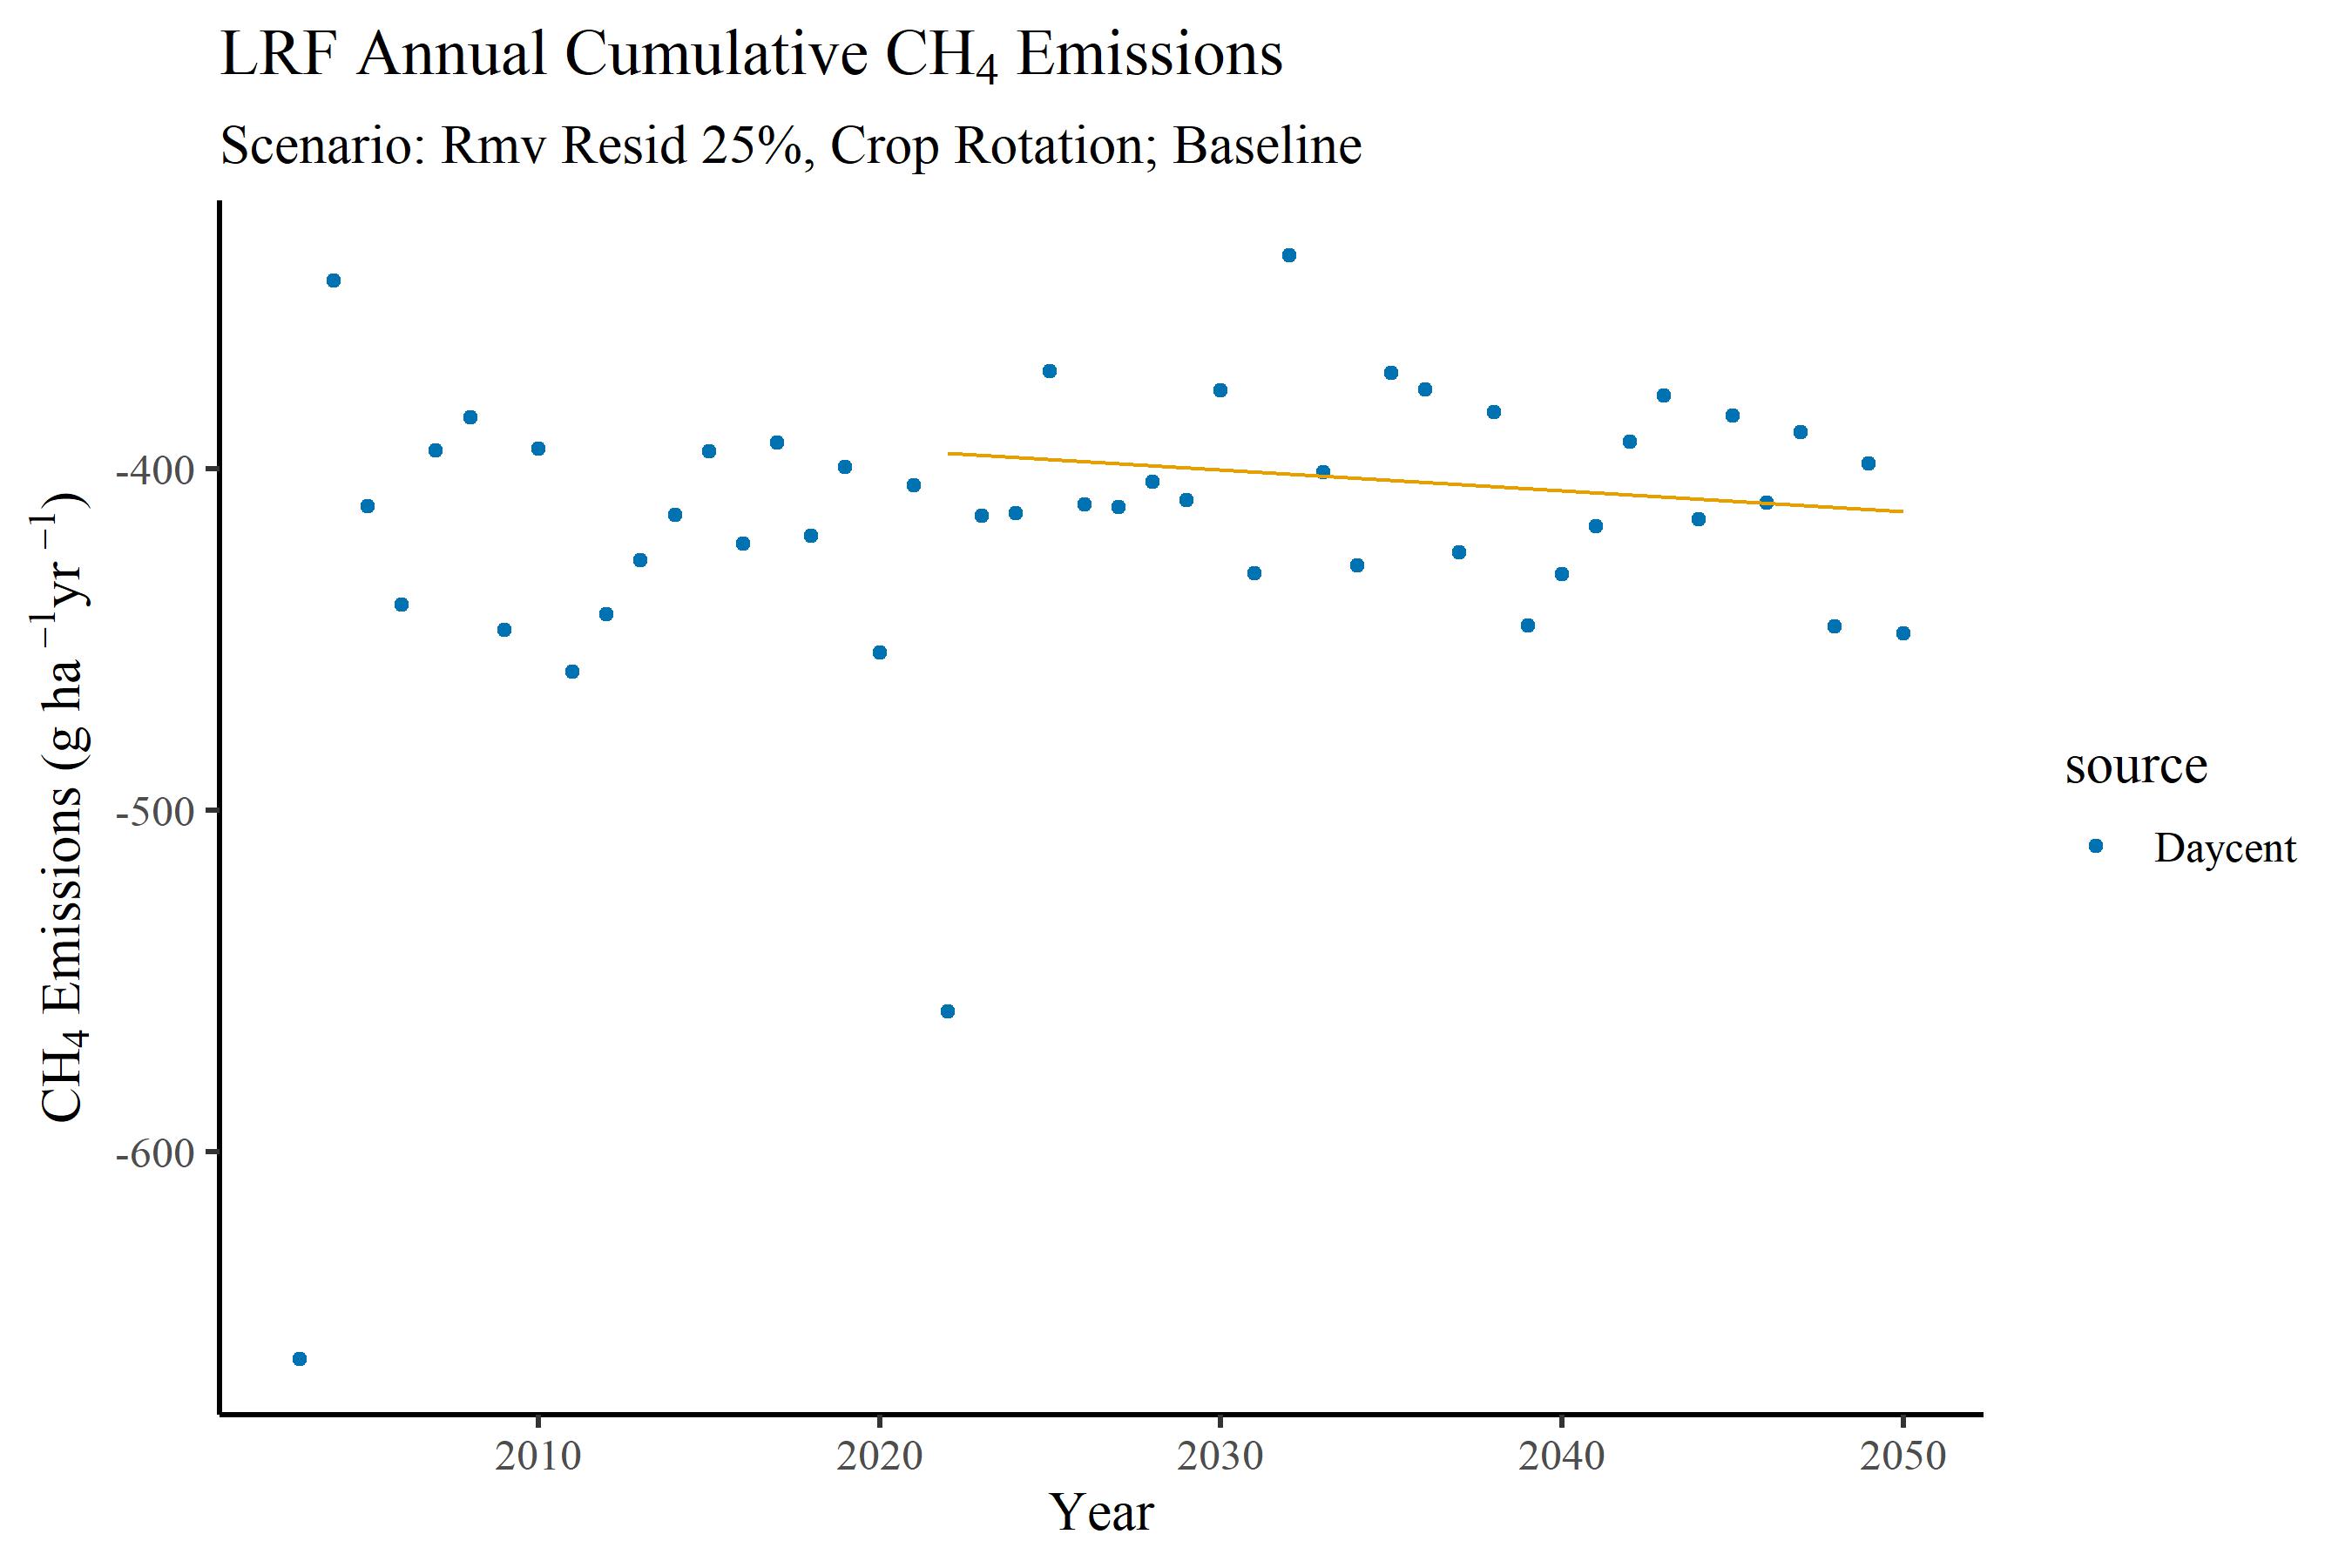 LRF Annual Cumulative CH₄ Emissions
Scenario: Rmv Resid 25%, Crop Rotation; Baseline
CH₄ Emissions (g ha⁻¹yr⁻¹)
-400
-500
-600
2010 2020 2030 2040 2050
Year
source
Daycent